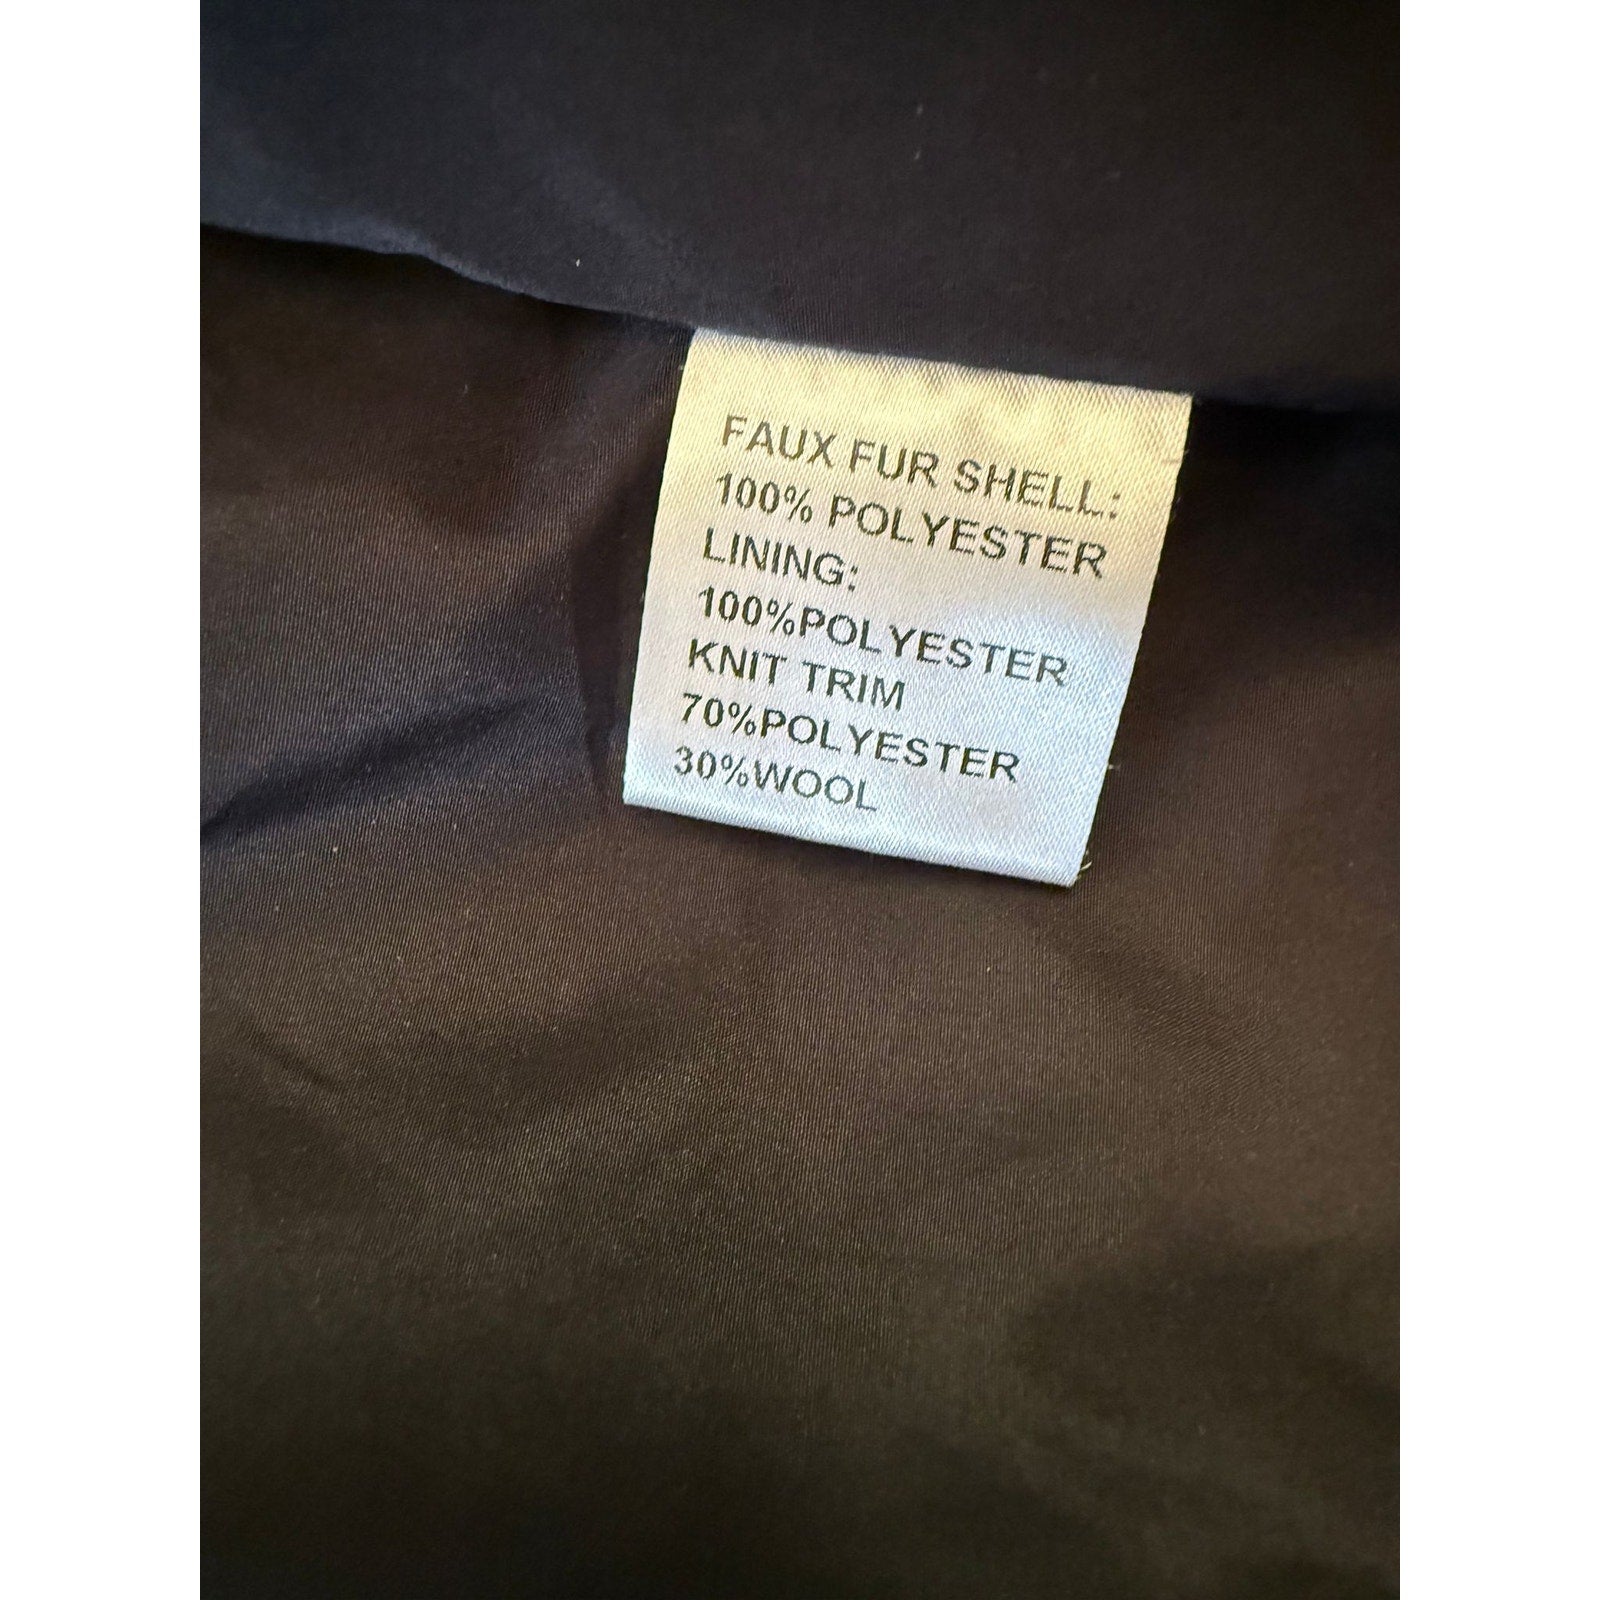 FAUX FUR SHELL:
100% POLYESTER
LINING:
100%POLYESTER
KNIT TRIM
70%POLYESTER
30%WOOL